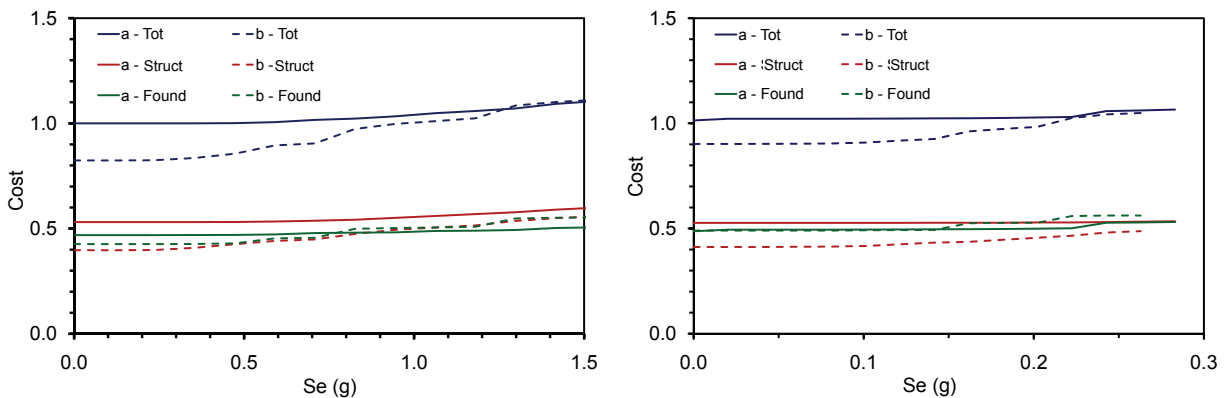 1.5
a - Tot
b - Tot
a - Struct
b - Struct
a - Found
b - Found
1.0
Cost
0.5
0.0
0.0
0.5
1.0
1.5
Se (g)
1.5
a - Tot
b - Tot
a - Struct
b - Struct
a - Found
b - Found
1.0
Cost
0.5
0.0
0.0
0.1
0.2
0.3
Se (g)